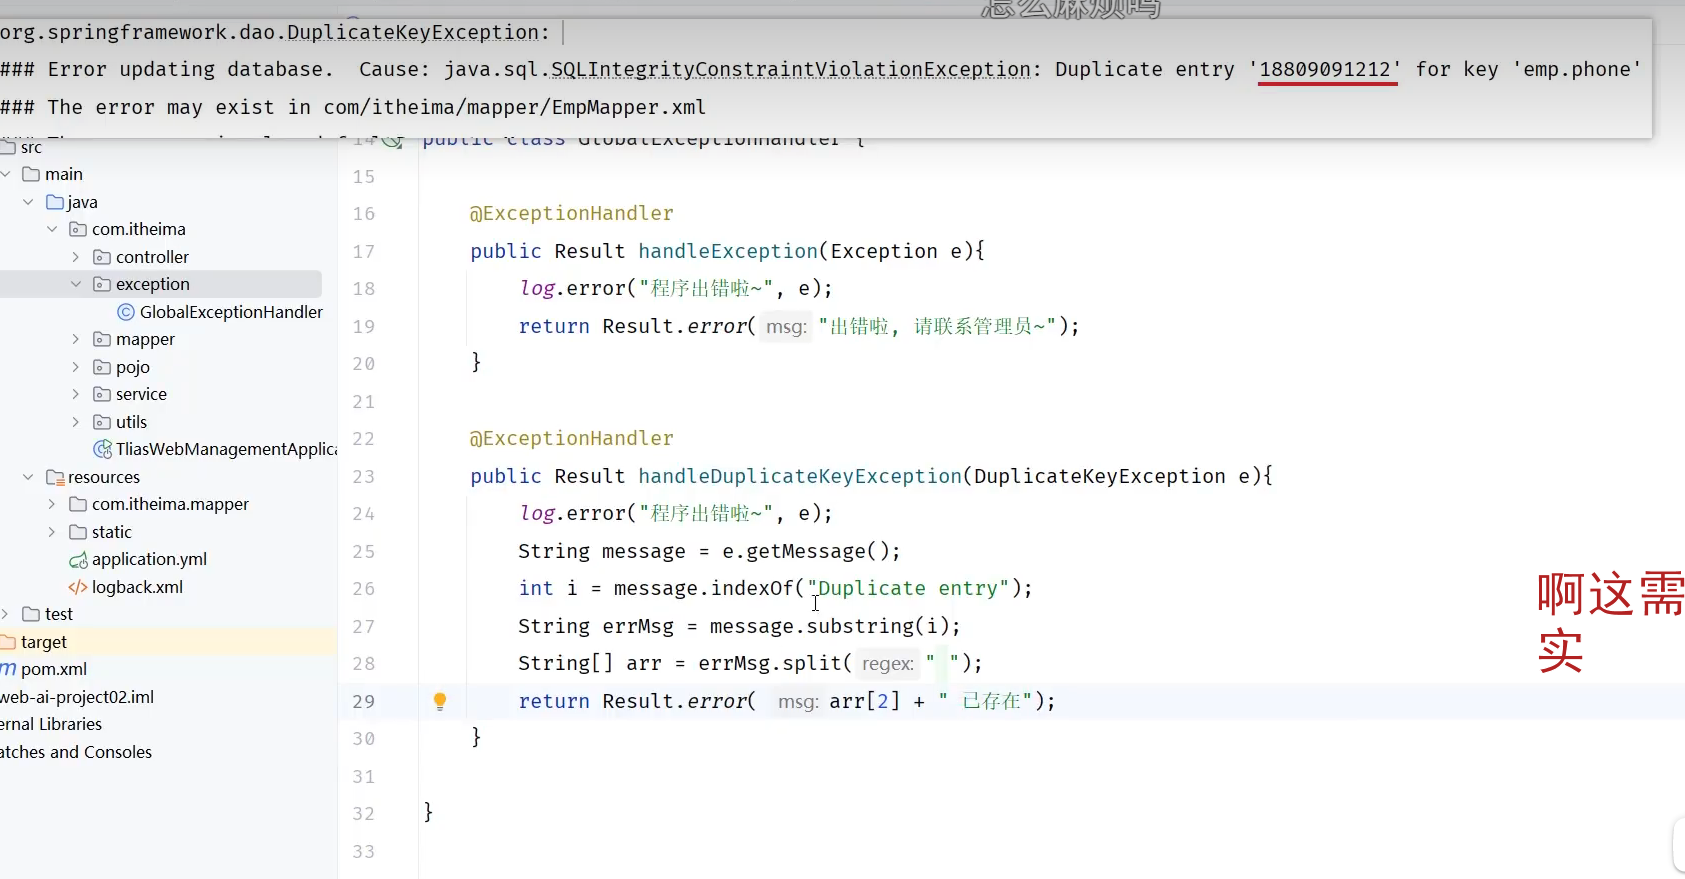 怎么麻烦吗
org.springframework.dao.DuplicateKeyException:
### Error updating database.  Cause: java.sql.SQLIntegrityConstraintViolationException: Duplicate entry '18809091212' for key 'emp.phone'
### The error may exist in com/itheima/mapper/EmpMapper.xml
src
main
java
com.itheima
controller
exception
GlobalExceptionHandler
mapper
pojo
service
utils
TliasWebManagementApplica
resources
com.itheima.mapper
static
application.yml
logback.xml
test
target
pom.xml
web-ai-project02.iml
ernal Libraries
atches and Consoles
14 public class GlobalExceptionHandler {
15
16 @ExceptionHandler
17 public Result handleException(Exception e){
18 log.error("程序出错啦~", e);
19 return Result.error( msg: "出错啦, 请联系管理员~");
20 }
21
22 @ExceptionHandler
23 public Result handleDuplicateKeyException(DuplicateKeyException e){
24 log.error("程序出错啦~", e);
25 String message = e.getMessage();
26 int i = message.indexOf("Duplicate entry");
27 String errMsg = message.substring(i);
28 String[] arr = errMsg.split( regex: " ");
29 return Result.error( msg: arr[2] + " 已存在");
30 }
31
32 }
33
啊这需
实